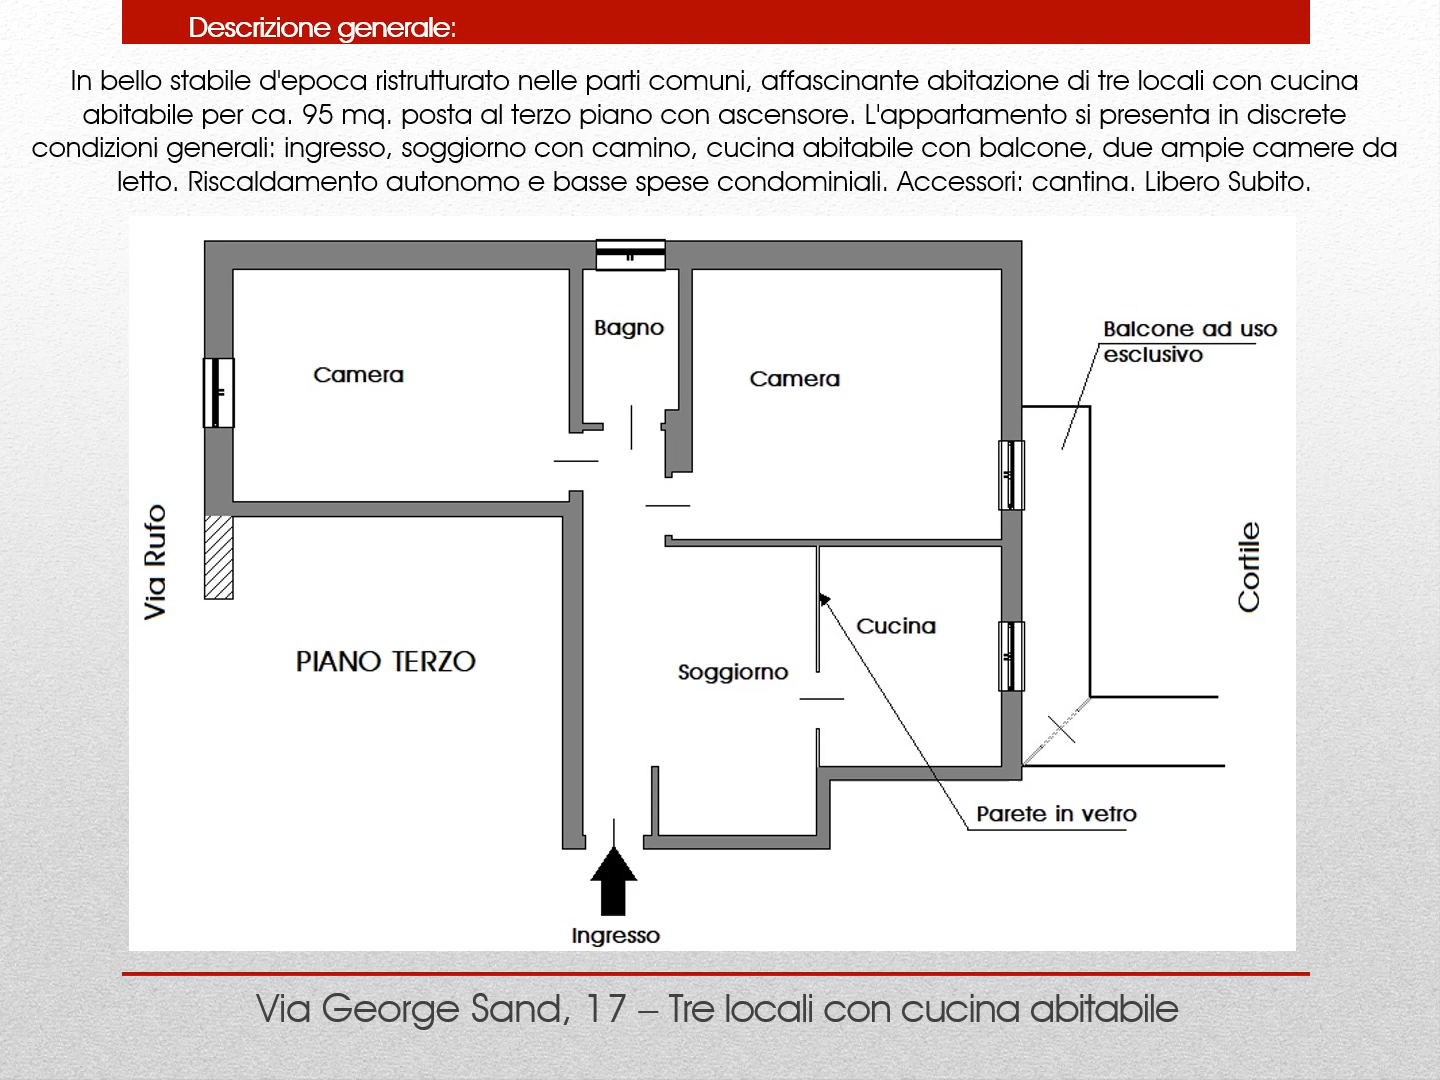 Descrizione generale:
In bello stabile d'epoca ristrutturato nelle parti comuni, affascinante abitazione di tre locali con cucina
abitabile per ca. 95 mq. posta al terzo piano con ascensore. L'appartamento si presenta in discrete
condizioni generali: ingresso, soggiorno con camino, cucina abitabile con balcone, due ampie camere da
letto. Riscaldamento autonomo e basse spese condominiali. Accessori: cantina. Libero Subito.
Bagno
Balcone ad uso
esclusivo
Camera
Camera
Via Rufo
Cortile
Cucina
PIANO TERZO
Soggiorno
Parete in vetro
Ingresso
Via George Sand, 17 – Tre locali con cucina abitabile